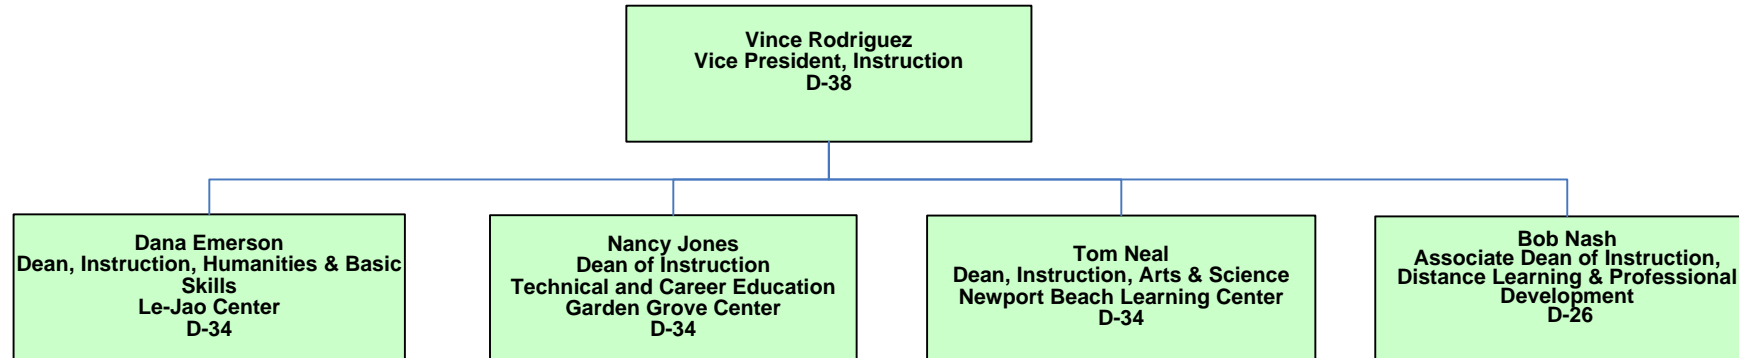 Vince Rodriguez
Vice President, Instruction
D-38
Dana Emerson
Dean, Instruction, Humanities & Basic
Skills
Le-Jao Center
D-34
Nancy Jones
Dean of Instruction
Technical and Career Education
Garden Grove Center
D-34
Tom Neal
Dean, Instruction, Arts & Science
Newport Beach Learning Center
D-34
Bob Nash
Associate Dean of Instruction,
Distance Learning & Professional
Development
D-26